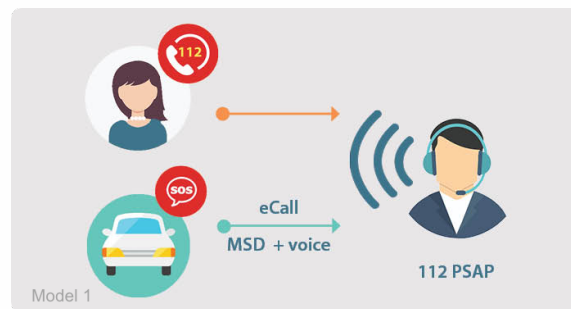 112
SOS
eCall
MSD + voice
112 PSAP
Model 1